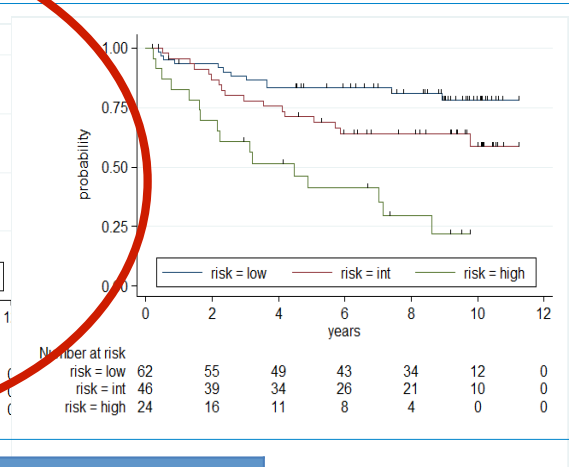 1.00
0.75
0.50
0.25
0.00
probability
risk = low risk = int risk = high
0 2 4 6 8 10 12
years
Number at risk
risk = low 62 55 49 43 34 12 0
risk = int 46 39 34 26 21 10 0
risk = high 24 16 11 8 4 0 0
1